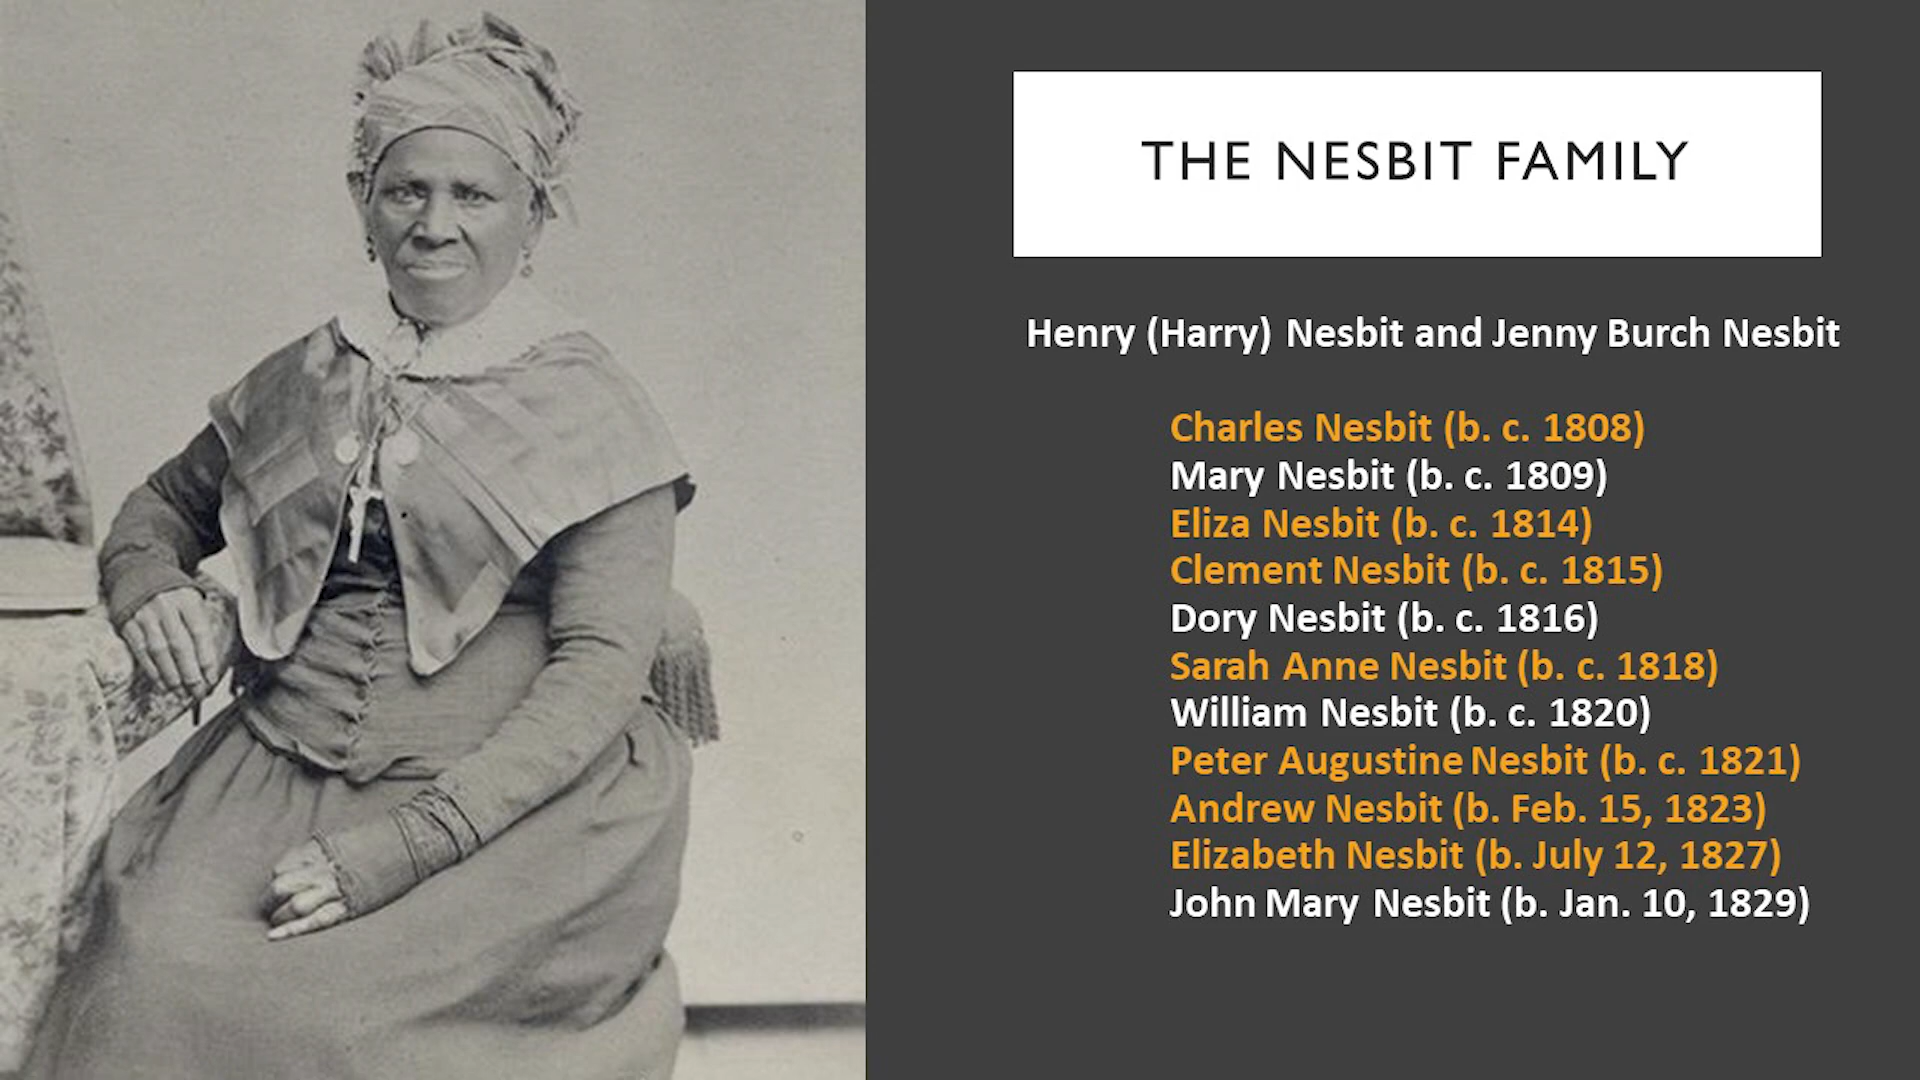 THE NESBIT FAMILY
Henry (Harry) Nesbit and Jenny Burch Nesbit
Charles Nesbit (b. c. 1808)
Mary Nesbit (b. c. 1809)
Eliza Nesbit (b. c. 1814)
Clement Nesbit (b. c. 1815)
Dory Nesbit (b. c. 1816)
Sarah Anne Nesbit (b. c. 1818)
William Nesbit (b. c. 1820)
Peter Augustine Nesbit (b. c. 1821)
Andrew Nesbit (b. Feb. 15, 1823)
Elizabeth Nesbit (b. July 12, 1827)
John Mary Nesbit (b. Jan. 10, 1829)